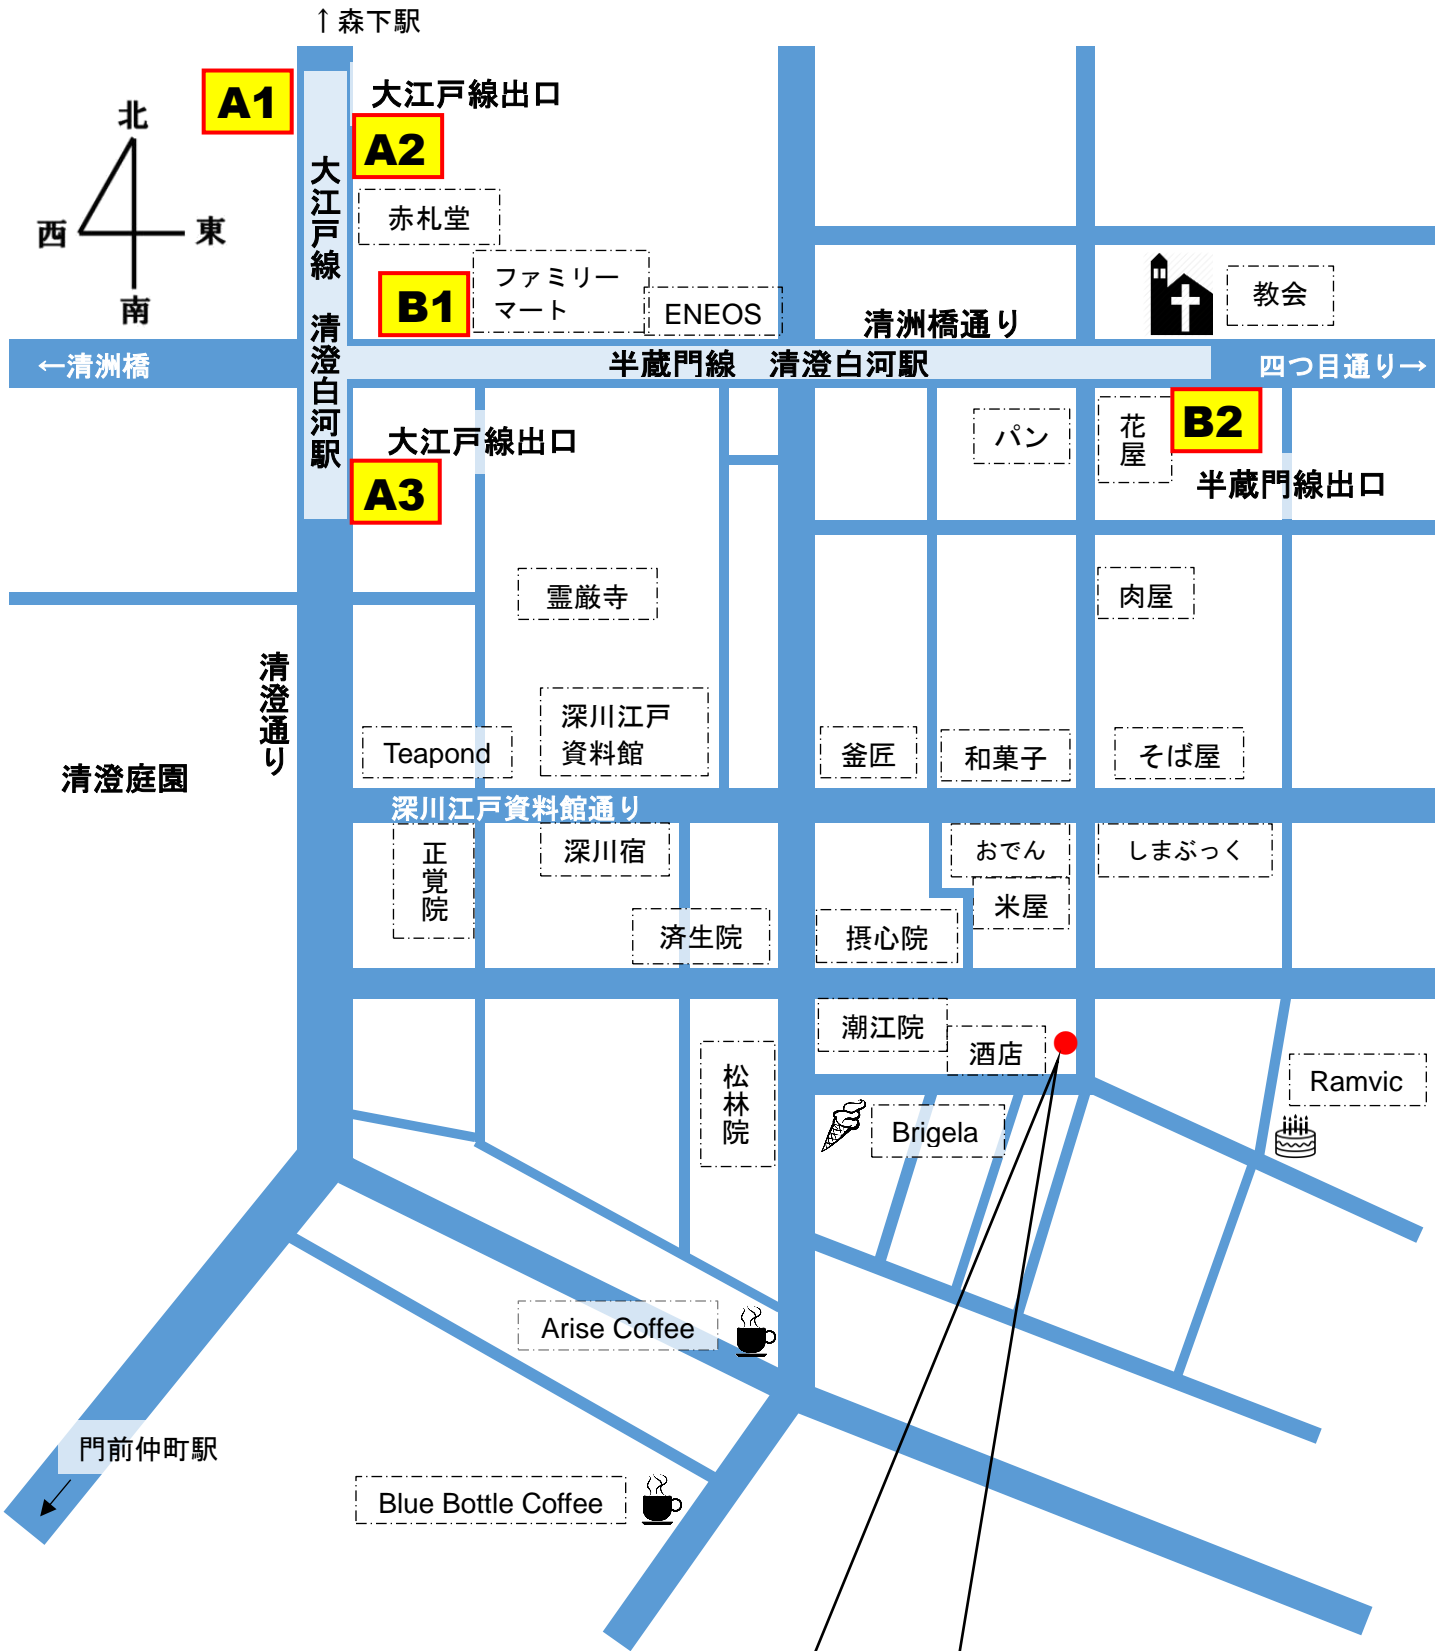 ↑森下駅
A1
大江戸線出口
A2
北
西
東
南
大江戸線　清澄白河駅
赤札堂
B1
ファミリー
マート
ENEOS
清洲橋通り
教会
←清洲橋
半蔵門線　清澄白河駅
四つ目通り→
大江戸線出口
A3
パン
花屋
B2
半蔵門線出口
霊厳寺
肉屋
清澄通り
清澄庭園
Teapond
深川江戸
資料館
釜匠
和菓子
そば屋
深川江戸資料館通り
正覚院
深川宿
おでん
しまぶっく
米屋
済生院
摂心院
潮江院
酒店
松林院
Ramvic
Brigela
Arise Coffee
門前仲町駅
Blue Bottle Coffee